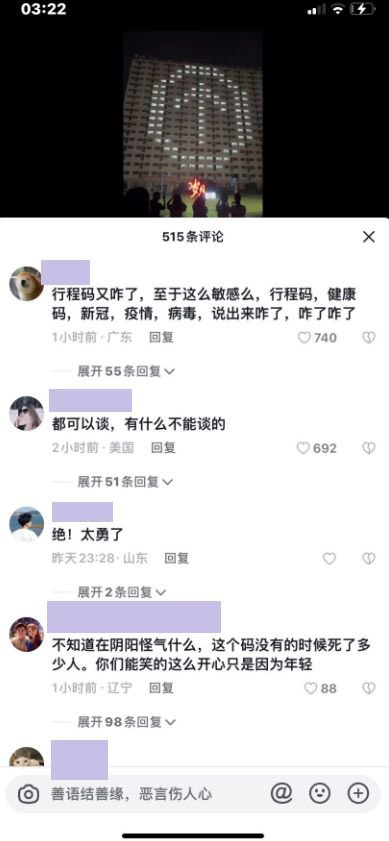 03:22
岁月
515条评论
行程码又咋了，至于这么敏感么，行程码，健康
码，新冠，疫情，病毒，说出来咋了，咋了咋了
1小时前 · 广东 回复
740
展开55条回复
都可以谈，有什么不能谈的
2小时前 · 美国 回复
692
展开51条回复
绝！太勇了
昨天23:28 · 山东 回复
展开2条回复
不知道在阴阳怪气什么，这个码没有的时候死了多
少人。你们能笑的这么开心只是因为年轻
1小时前 · 辽宁 回复
88
展开98条回复
善语结善缘，恶言伤人心